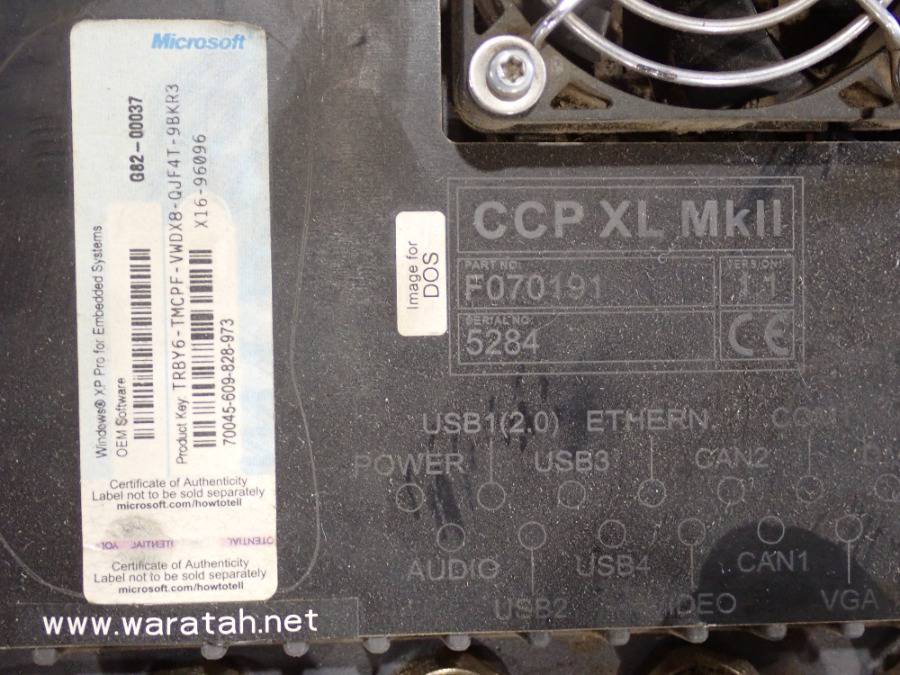 Microsoft
G82-00037
Windows® XP Pro for Embedded Systems
OEM Software
Product Key TRBY6-TMCPF-VWDX8-QJF4T-9BKR3
X16-96096
70045-609-828-973
Certificate of Authenticity
Label not to be sold separately
microsoft.com/howtotell
Certificate of Authenticity
Label not to be sold separately
microsoft.com/howtotell
www.waratah.net
Image for
DOS
CCP XL MkII
PART NO.
F070191
VERSION
1.1
SERIAL NO.
5284
CE
USB1(2.0) ETHERN
POWER USB3 CAN2
AUDIO USB4 CAN1
USB2 VIDEO VGA